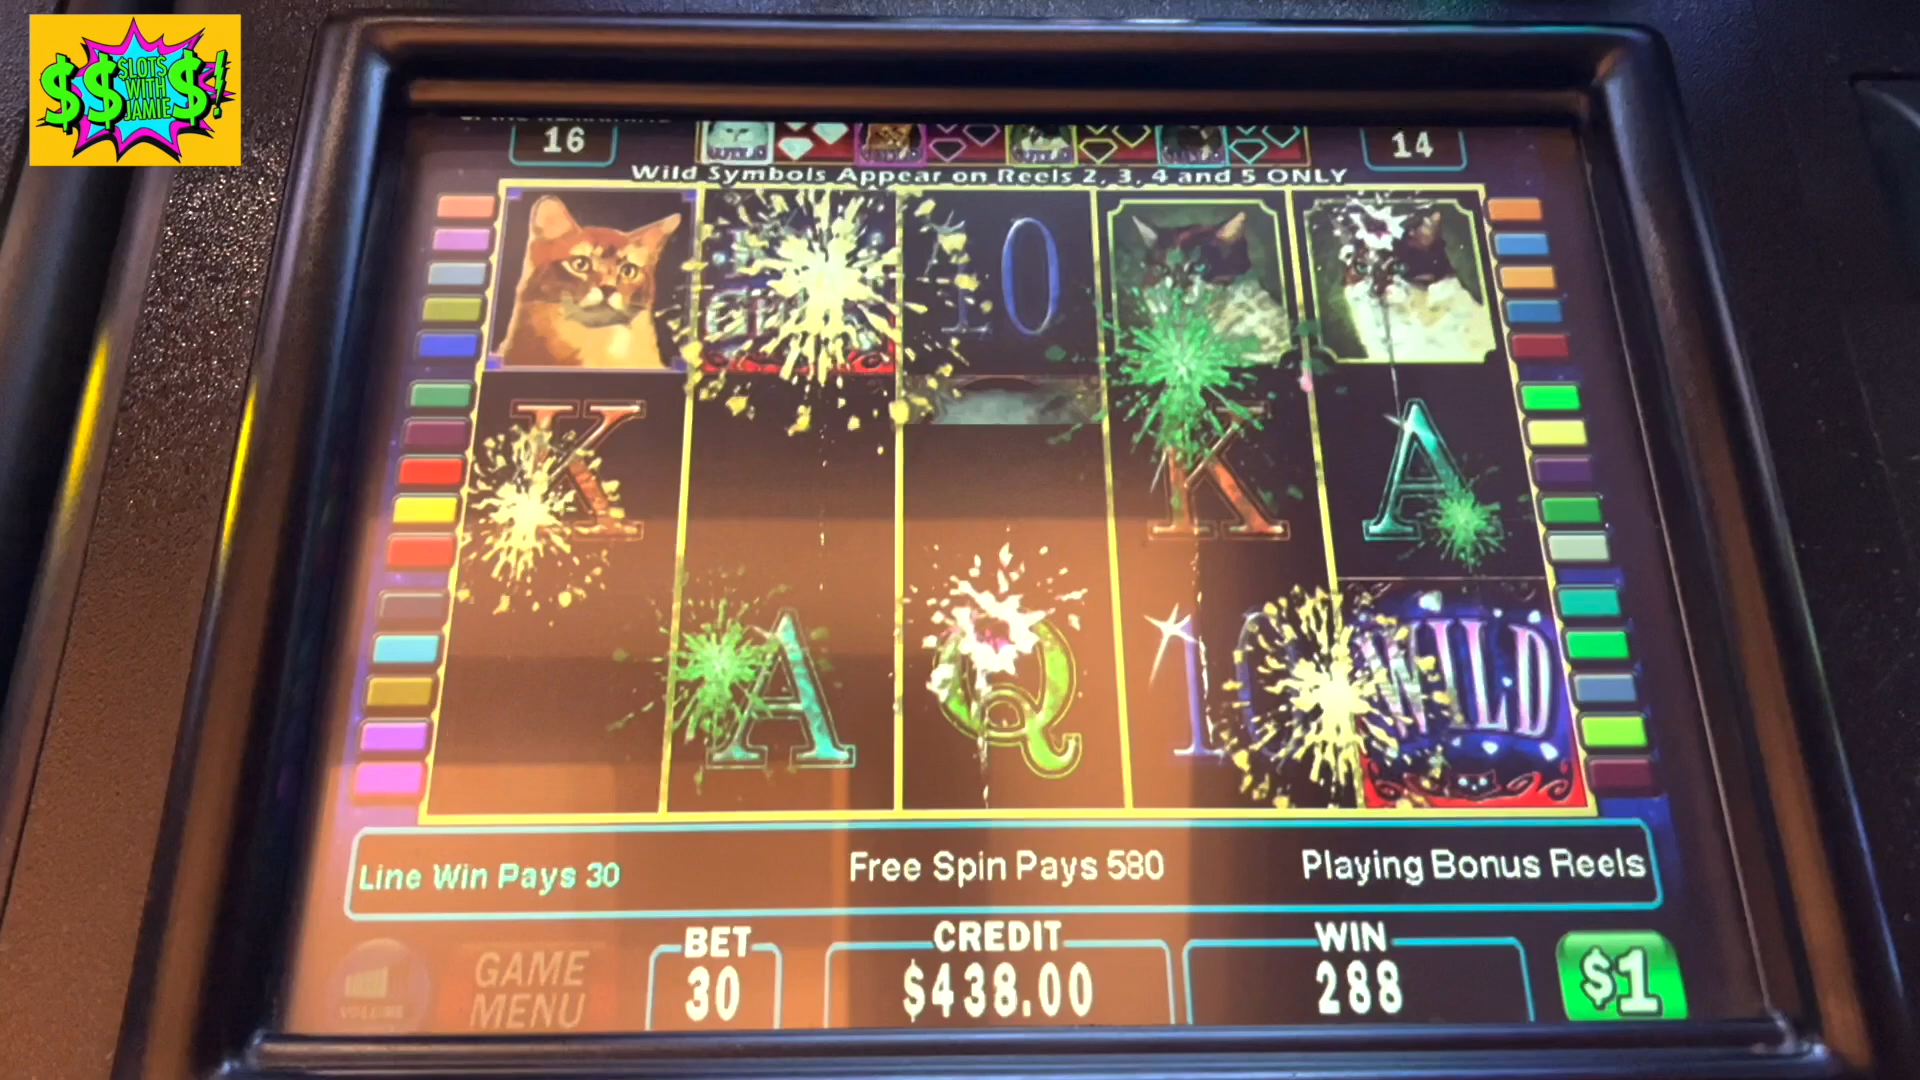 $$ SLOTS WITH JAMIE $!
16
14
Wild Symbols Appear on Reels 2, 3, 4 and 5 ONLY
10
K
K
A
A
Q
10
WILD
Line Win Pays 30
Free Spin Pays 580
Playing Bonus Reels
VOLUME
GAME MENU
BET
30
CREDIT
$438.00
WIN
288
$1